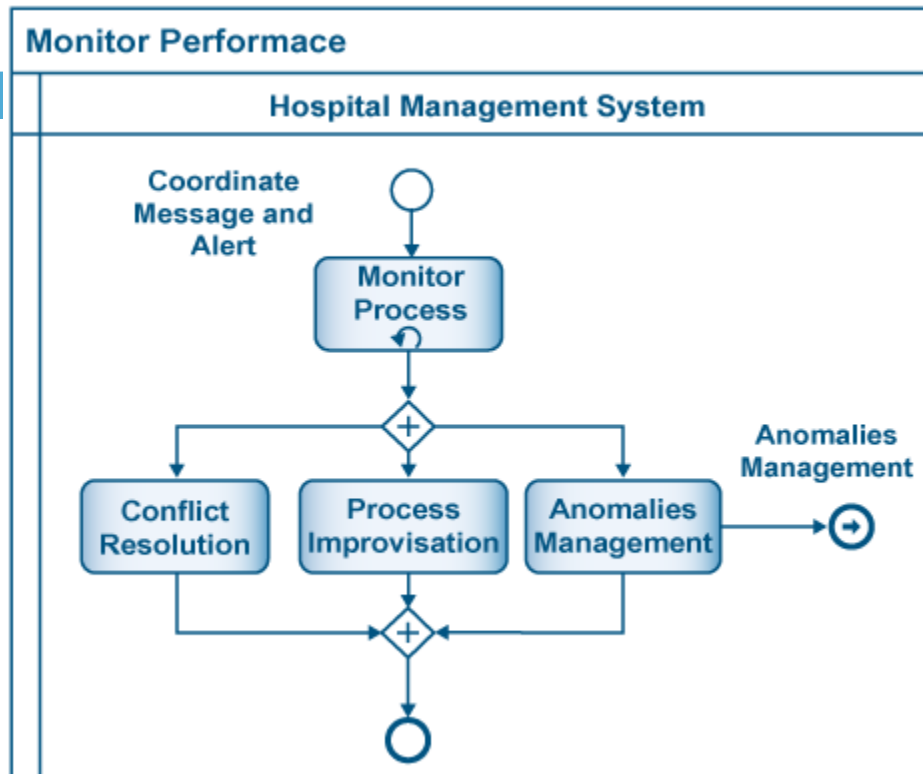 Monitor Performace
Hospital Management System
Coordinate
Message and
Alert
Monitor
Process
Conflict
Resolution
Process
Improvisation
Anomalies
Management
Anomalies
Management